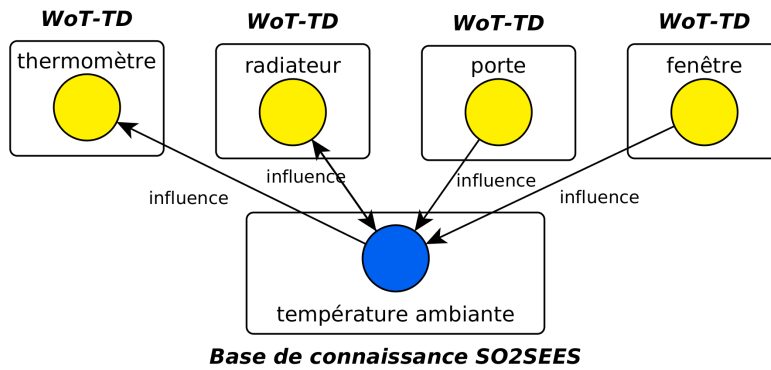 WoT-TD
WoT-TD
WoT-TD
WoT-TD
thermomètre
radiateur
porte
fenêtre
influence
influence
influence
influence
température ambiante
Base de connaissance SO2SEES